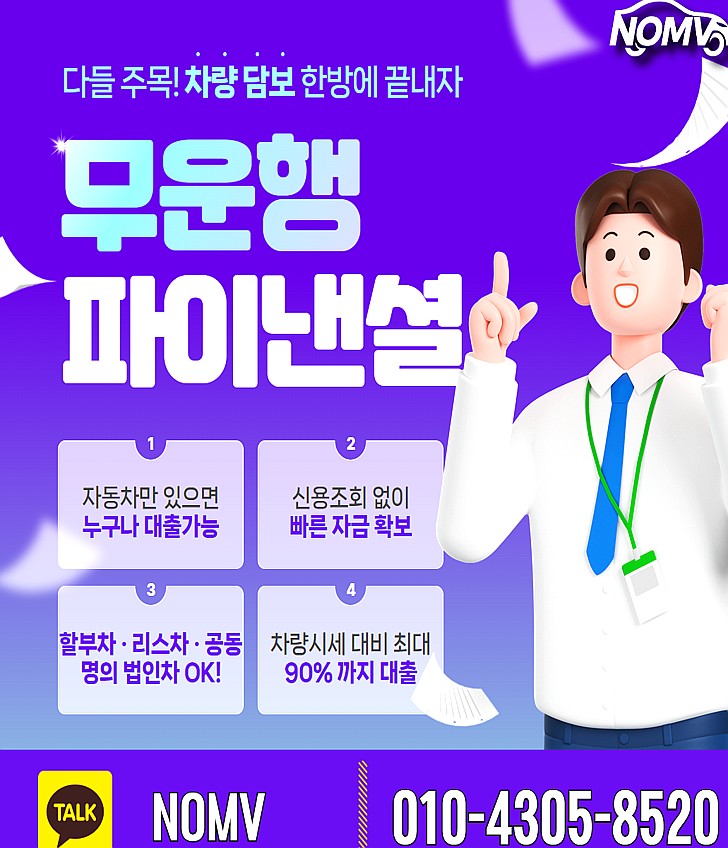 NOMV
다들 주목! 차량 담보 한방에 끝내자
무운행
파이낸셜
1
자동차만 있으면
누구나 대출가능
2
신용조회 없이
빠른 자금 확보
3
할부차 · 리스차 · 공동
명의 법인차 OK!
4
차량시세 대비 최대
90% 까지 대출
TALK
NOMV
010-4305-8520